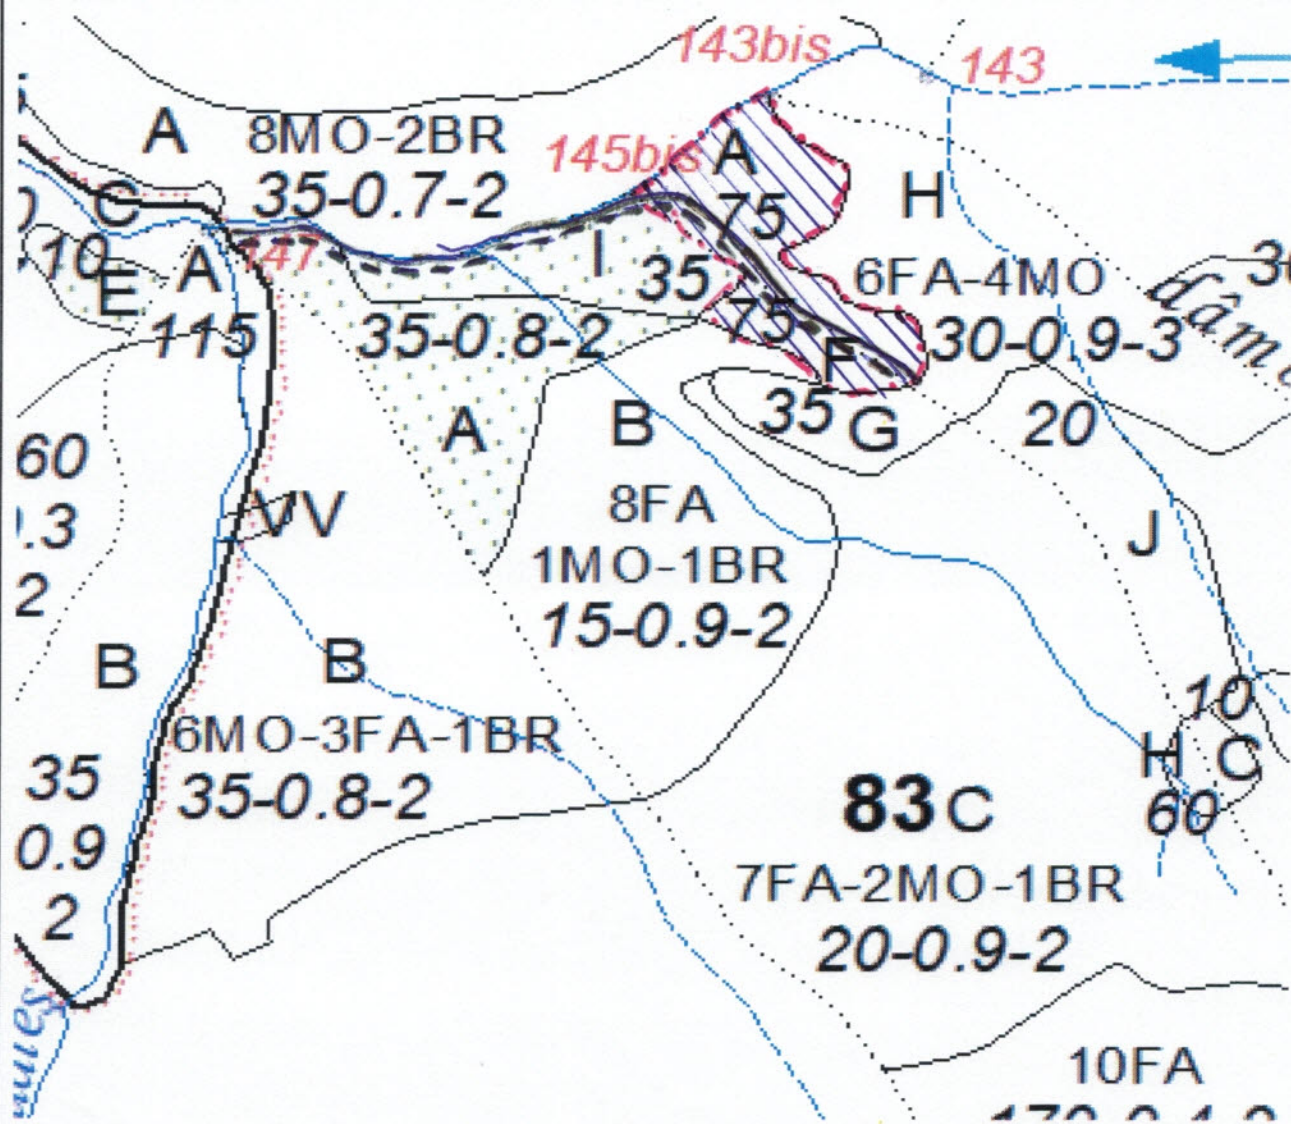 143bis
143
A
8MO-2BR
145bis
A
35-0.7-2
75
H
C
147
10
A
I
35
6FA-4MO
E
115
35-0.8-2
75
F
30-0.9-3
35
G
20
A
B
60
8FA
VV
J
1MO-1BR
2
15-0.9-2
B
B
10
6MO-3FA-1BR
H
C
35
35-0.8-2
83 C
60
0.9
7FA-2MO-1BR
2
20-0.9-2
10FA